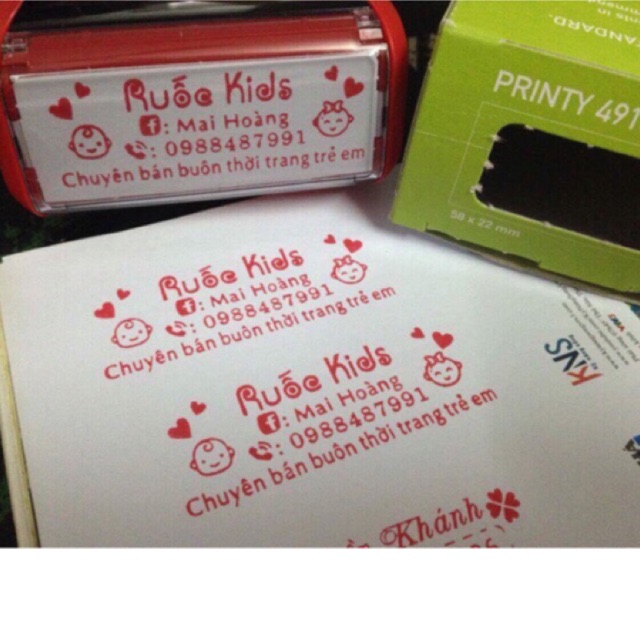 Ruốc Kids
f: Mai Hoàng
: 0988487991
Chuyên bán buôn thời trang trẻ em
STANDARD.
PRINTY 491
58 x 22 mm
Ruốc Kids
f: Mai Hoàng
: 0988487991
Chuyên bán buôn thời trang trẻ em
Ruốc Kids
f: Mai Hoàng
: 0988487991
Chuyên bán buôn thời trang trẻ em
KNS
Khánh